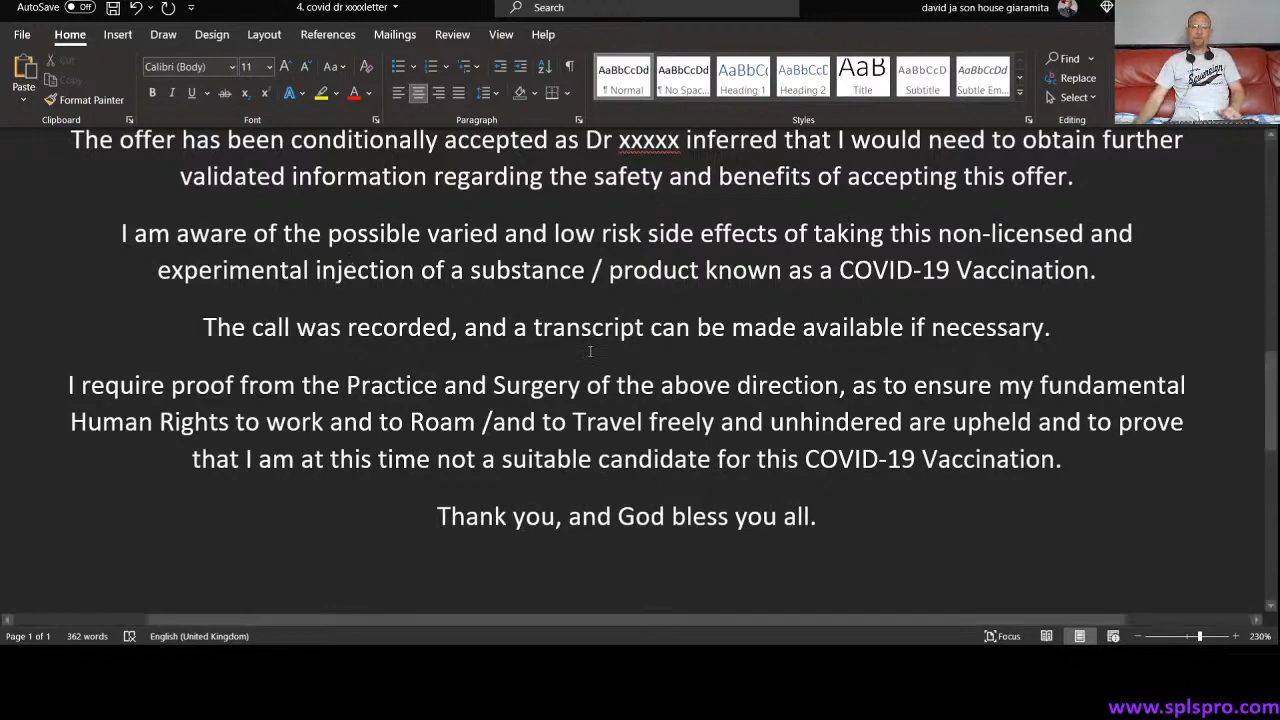 AutoSave Off 4. covid dr xxxxletter Search david ja son house giaramita
File Home Insert Draw Design Layout References Mailings Review View Help
Paste Cut Copy Format Painter Calibri (Body) 11 AaBbCcDd AaBbCcDd AaBbCc AaBbCcC AaB AaBbCcD AaBbCcDd Find Replace Select
¶ Normal ¶ No Spac... Heading 1 Heading 2 Title Subtitle Subtle Em...
Clipboard Font Paragraph Styles Editing
The offer has been conditionally accepted as Dr xxxxx inferred that I would need to obtain further
validated information regarding the safety and benefits of accepting this offer.
I am aware of the possible varied and low risk side effects of taking this non-licensed and
experimental injection of a substance / product known as a COVID-19 Vaccination.
The call was recorded, and a transcript can be made available if necessary.
I require proof from the Practice and Surgery of the above direction, as to ensure my fundamental
Human Rights to work and to Roam /and to Travel freely and unhindered are upheld and to prove
that I am at this time not a suitable candidate for this COVID-19 Vaccination.
Thank you, and God bless you all.
Page 1 of 1 362 words English (United Kingdom) Focus 230%
www.splspro.com